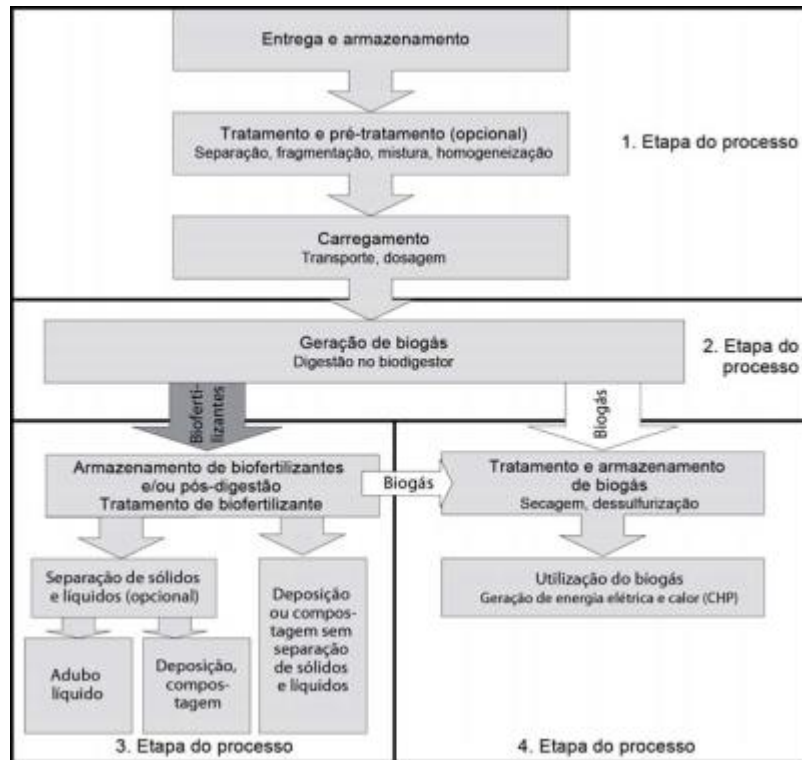 Entrega e armazenamento
Tratamento e pré-tratamento (opcional)
Separação, fragmentação, mistura, homogeneização
1. Etapa do processo
Carregamento
Transporte, dosagem
Geração de biogás
Digestão no biodigestor
2. Etapa do
processo
Bioferti-
lizantes
Biogás
Armazenamento de biofertilizantes
e/ou pós-digestão
Tratamento de biofertilizante
Biogás
Tratamento e armazenamento
de biogás
Secagem, dessulfurização
Separação de sólidos
e líquidos (opcional)
Deposição
ou compos-
tagem sem
separação
de sólidos
e líquidos
Utilização do biogás
Geração de energia elétrica e calor (CHP)
Adubo
líquido
Deposição,
compos-
tagem
3. Etapa do processo
4. Etapa do processo